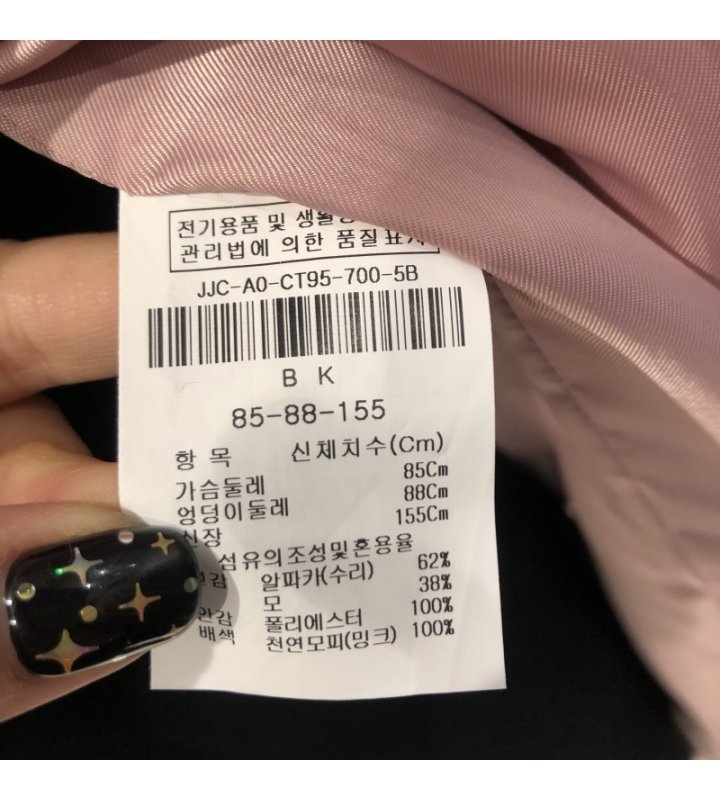 전기용품 및
관리법에 의한 품질표시
JJC-A0-CT95-700-5B
B K
85-88-155
항 목 신체치수(Cm)
가슴둘레 85Cm
엉덩이둘레 88Cm
신장 155Cm
섬유의조성및혼용율
알파카(수리) 62%
모 38%
안감 폴리에스터 100%
배색 천연모피(밍크) 100%